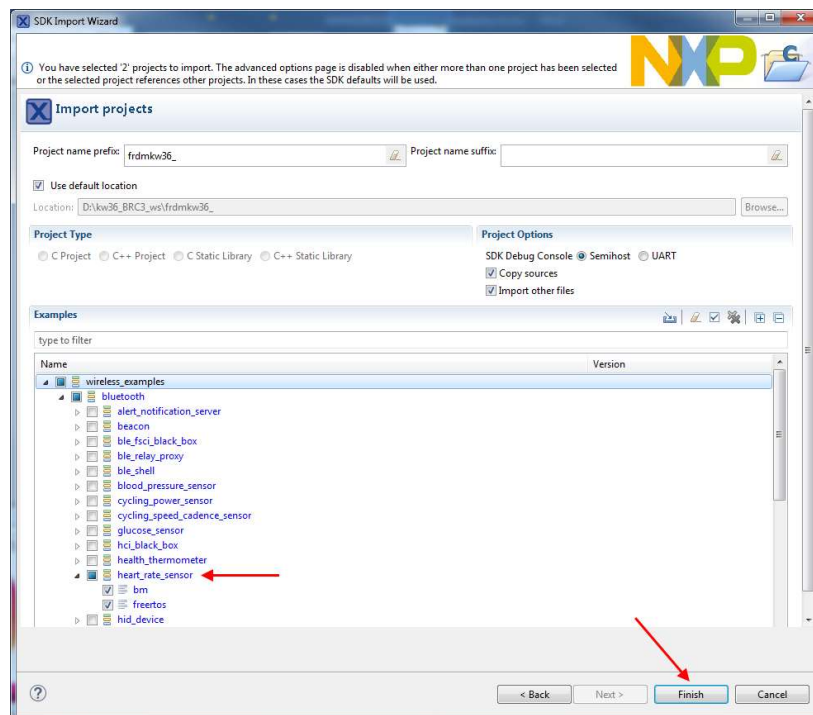 SDK Import Wizard
You have selected '2' projects to import. The advanced options page is disabled when either more than one project has been selected
or the selected project references other projects. In these cases the SDK defaults will be used.
NXP
Import projects
Project name prefix: frdmkw36_ Project name suffix:
Use default location
Location: D:\kw36_BRC3_ws\frdmkw36_ Browse...
Project Type Project Options
C Project C++ Project C Static Library C++ Static Library SDK Debug Console Semihost UART
Copy sources
Import other files
Examples
type to filter
Name Version
wireless_examples
bluetooth
alert_notification_server
beacon
ble_fsci_black_box
ble_relay_proxy
ble_shell
blood_pressure_sensor
cycling_power_sensor
cycling_speed_cadence_sensor
glucose_sensor
hci_black_box
health_thermometer
heart_rate_sensor
bm
freertos
hid_device
< Back Next > Finish Cancel